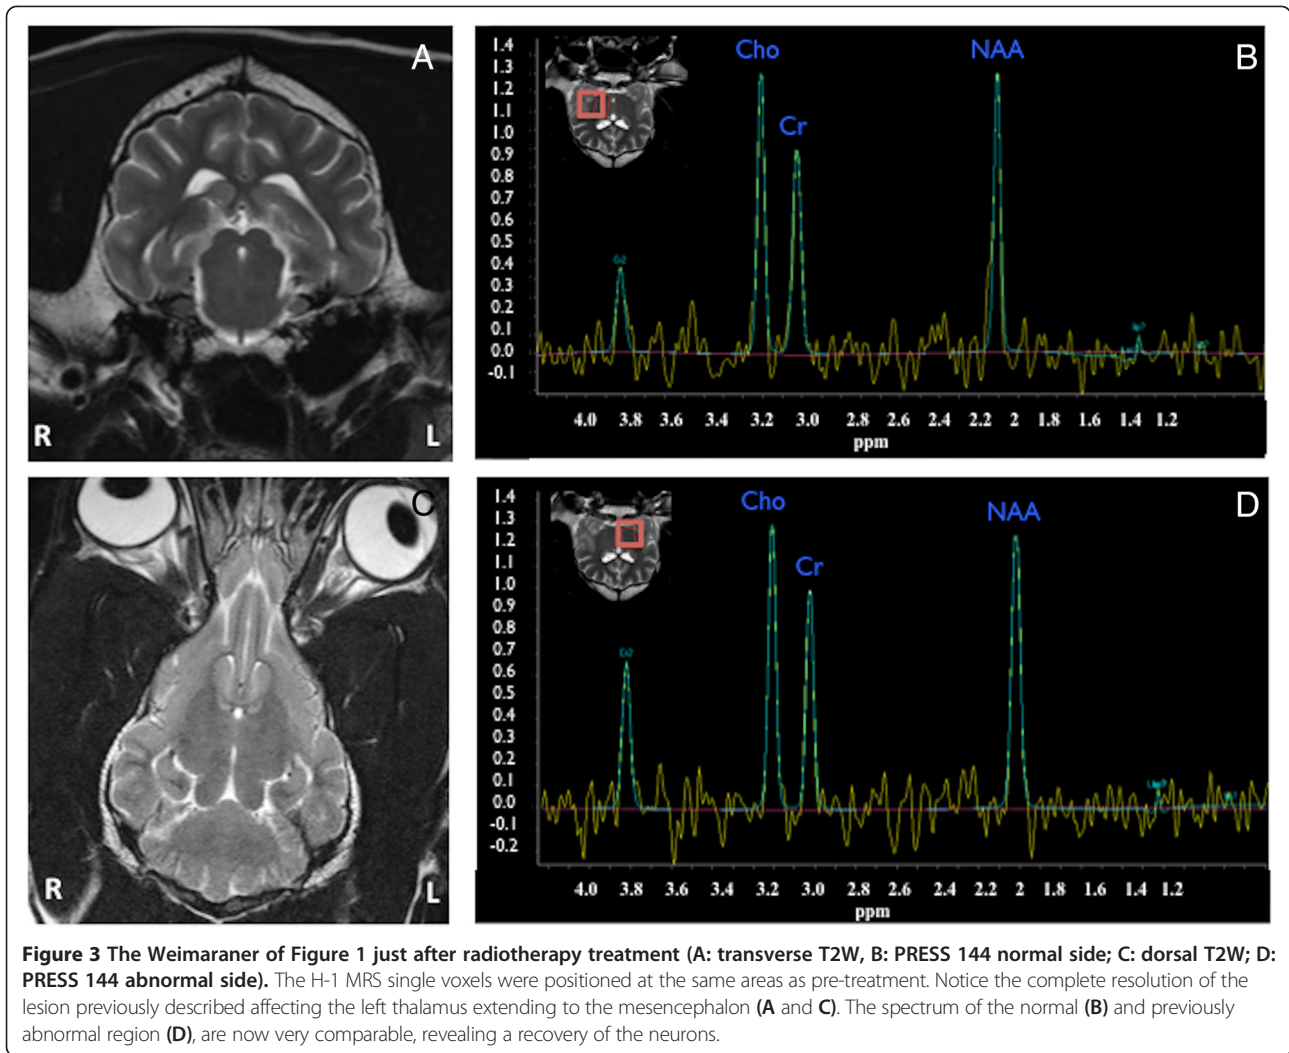 A
R
L
B
Cho
Cr
NAA
1.4
1.3
1.2
1.1
1.0
0.9
0.8
0.7
0.6
0.5
0.4
0.3
0.2
0.1
0.0
-0.1
4.0 3.8 3.6 3.4 3.2 3.0 2.8 2.6 2.4 2.2 2 1.8 1.6 1.4 1.2
ppm
C
R
L
D
Cho
Cr
NAA
1.4
1.3
1.2
1.1
1.0
0.9
0.8
0.7
0.6
0.5
0.4
0.3
0.2
0.1
0.0
-0.1
-0.2
4.0 3.8 3.6 3.4 3.2 3.0 2.8 2.6 2.4 2.2 2 1.6 1.4 1.2
ppm
Figure 3 The Weimaraner of Figure 1 just after radiotherapy treatment (A: transverse T2W, B: PRESS 144 normal side; C: dorsal T2W; D:
PRESS 144 abnormal side). The H-1 MRS single voxels were positioned at the same areas as pre-treatment. Notice the complete resolution of the
lesion previously described affecting the left thalamus extending to the mesencephalon (A and C). The spectrum of the normal (B) and previously
abnormal region (D), are now very comparable, revealing a recovery of the neurons.